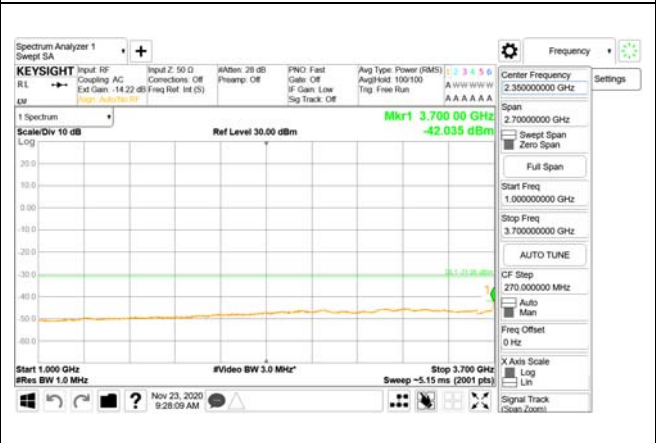 Spectrum Analyzer 1
Swept SA
+
Frequency
KEYSIGHT
RL
Input: RF
Coupling: AC
Ext Gain: -14.22 dB
Align: Auto/No RF
Input Z: 50 Ω
Corrections: Off
Freq Ref: Int (S)
#Atten: 28 dB
Preamp: Off
PNO: Fast
Gate: Off
IF Gain: Low
Sig Track: Off
Avg Type: Power (RMS)
Avg|Hold: 100/100
Trig: Free Run
1 2 3 4 5 6
A W W W W W
A A A A A A
1 Spectrum
Scale/Div 10 dB
Log
Ref Level 30.00 dBm
Mkr1 3.700 00 GHz
-42.035 dBm
20.0
10.0
0.00
-10.0
-20.0
-30.0
-40.0
-50.0
-60.0
1
Start 1.000 GHz
#Res BW 1.0 MHz
#Video BW 3.0 MHz*
Stop 3.700 GHz
Sweep ~5.15 ms (2001 pts)
Nov 23, 2020
9:28:09 AM
?
Center Frequency
2.350000000 GHz
Settings
Span
2.70000000 GHz
Swept Span
Zero Span
Full Span
Start Freq
1.000000000 GHz
Stop Freq
3.700000000 GHz
AUTO TUNE
CF Step
270.000000 MHz
Auto
Man
Freq Offset
0 Hz
X Axis Scale
Log
Lin
Signal Track
(Span Zoom)